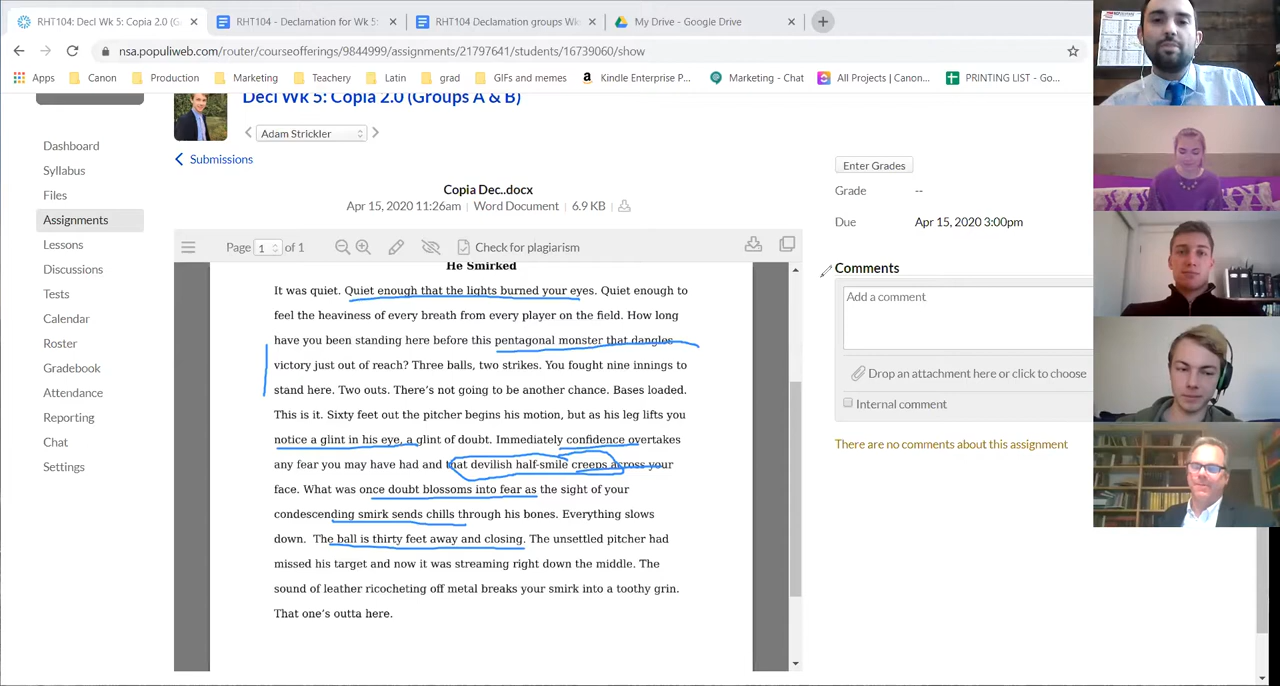 RHT104: Decl Wk 5: Copia 2.0 (G
RHT104 - Declamation for Wk 5:
RHT104 Declamation groups Wk
My Drive - Google Drive
nsa.populiweb.com/router/courseofferings/9844999/assignments/21797641/students/16739060/show
Apps Canon Production Marketing Teachery Latin grad GIFs and memes Kindle Enterprise P... Marketing - Chat All Projects | Canon... PRINTING LIST - Go...
Decl Wk 5: Copia 2.0 (Groups A & B)
Adam Strickler
Submissions
Dashboard
Syllabus
Files
Assignments
Lessons
Discussions
Tests
Calendar
Roster
Gradebook
Attendance
Reporting
Chat
Settings
Copia Dec..docx
Apr 15, 2020 11:26am | Word Document | 6.9 KB
Page 1 of 1
Check for plagiarism
He Smirked
It was quiet. Quiet enough that the lights burned your eyes. Quiet enough to
feel the heaviness of every breath from every player on the field. How long
have you been standing here before this pentagonal monster that dangles
victory just out of reach? Three balls, two strikes. You fought nine innings to
stand here. Two outs. There's not going to be another chance. Bases loaded.
This is it. Sixty feet out the pitcher begins his motion, but as his leg lifts you
notice a glint in his eye, a glint of doubt. Immediately confidence overtakes
any fear you may have had and that devilish half-smile creeps across your
face. What was once doubt blossoms into fear as the sight of your
condescending smirk sends chills through his bones. Everything slows
down. The ball is thirty feet away and closing. The unsettled pitcher had
missed his target and now it was streaming right down the middle. The
sound of leather ricocheting off metal breaks your smirk into a toothy grin.
That one's outta here.
Enter Grades
Grade --
Due Apr 15, 2020 3:00pm
Comments
Add a comment
Drop an attachment here or click to choose
Internal comment
There are no comments about this assignment